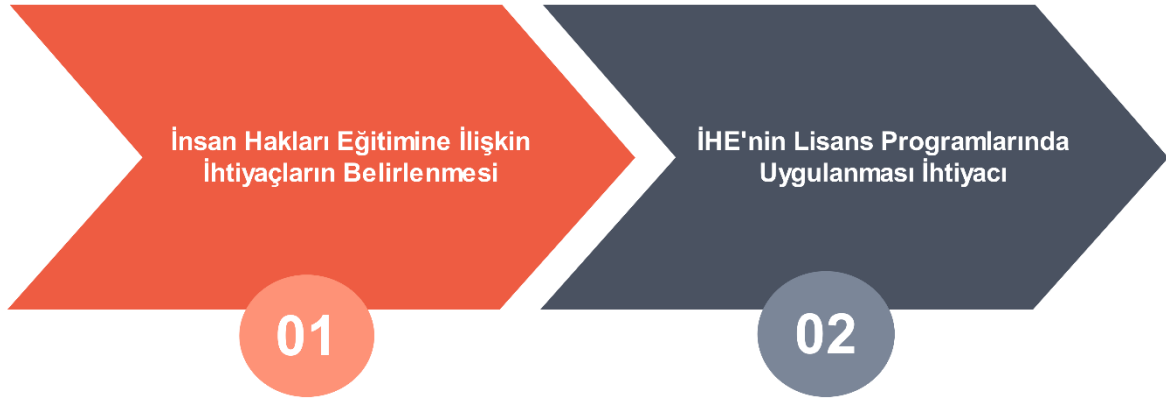 İnsan Hakları Eğitimine İlişkin
İhtiyaçların Belirlenmesi
01
İHE'nin Lisans Programlarında
Uygulanması İhtiyacı
02